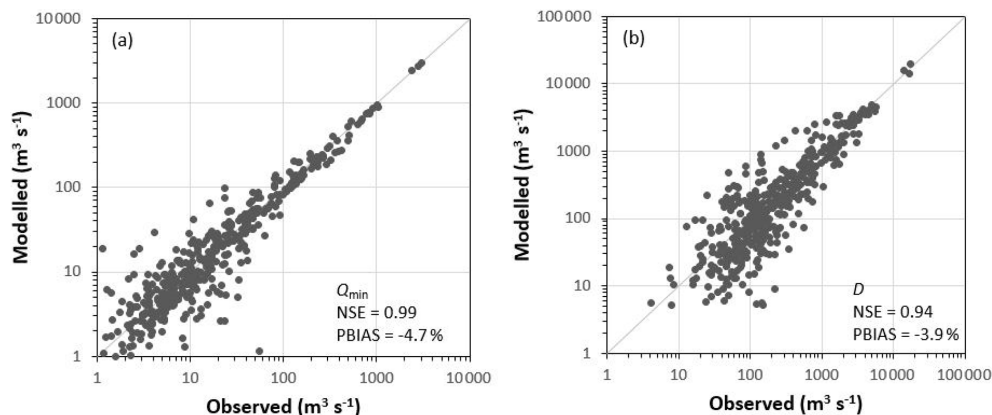 (a)
10000
1000
100
10
1
1 10 100 1000 10000
Modelled (m³ s⁻¹)
Observed (m³ s⁻¹)
Qmin
NSE = 0.99
PBIAS = -4.7 %
(b)
100000
10000
1000
100
10
1
1 10 100 1000 10000 100000
Modelled (m³ s⁻¹)
Observed (m³ s⁻¹)
D
NSE = 0.94
PBIAS = -3.9 %